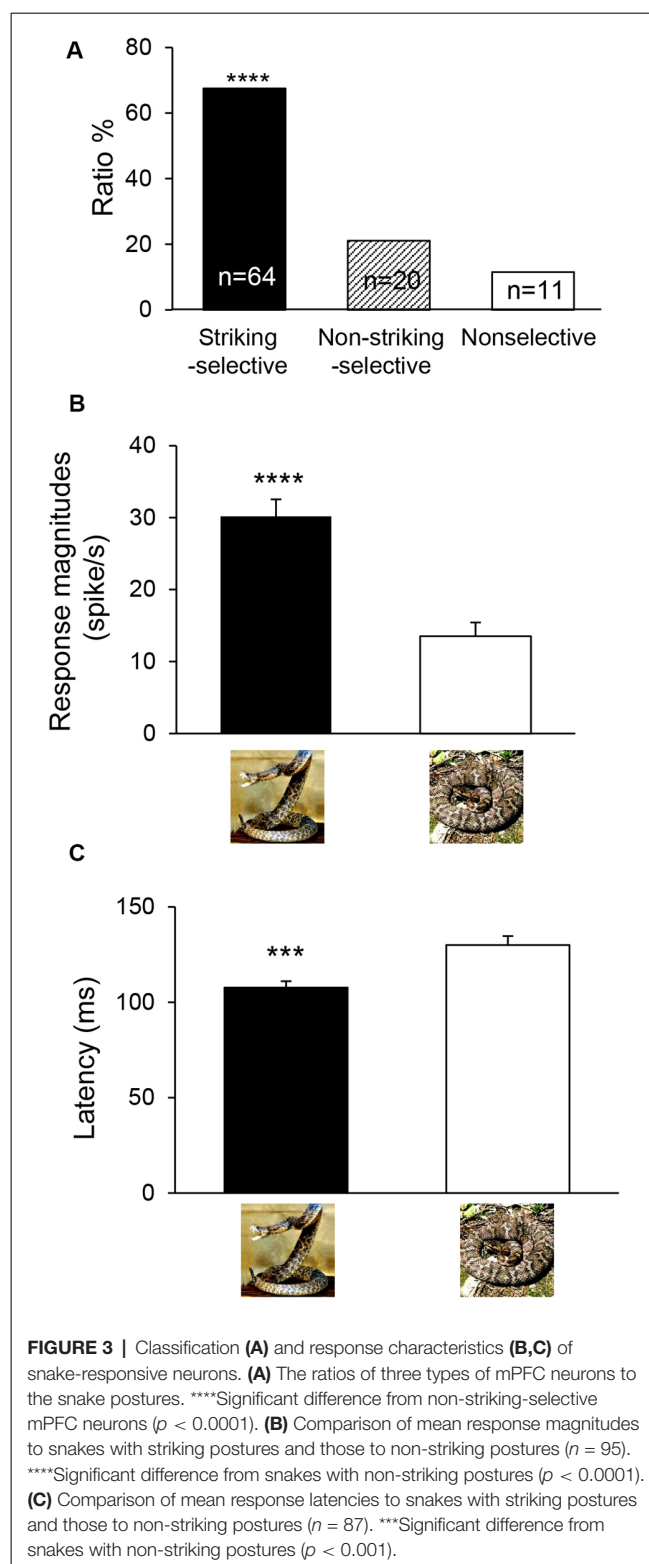 A
80
60
40
20
0
Ratio %
****
n=64
n=20
n=11
Striking
-selective
Non-striking
-selective
Nonselective
B
40
30
20
10
0
Response magnitudes
(spike/s)
****
C
150
100
50
0
Latency (ms)
***
FIGURE 3 | Classification (A) and response characteristics (B,C) of
snake-responsive neurons. (A) The ratios of three types of mPFC neurons to
the snake postures. ****Significant difference from non-striking-selective
mPFC neurons (p < 0.0001). (B) Comparison of mean response magnitudes
to snakes with striking postures and those to non-striking postures (n = 95).
****Significant difference from snakes with non-striking postures (p < 0.0001).
(C) Comparison of mean response latencies to snakes with striking postures
and those to non-striking postures (n = 87). ***Significant difference from
snakes with non-striking postures (p < 0.001).